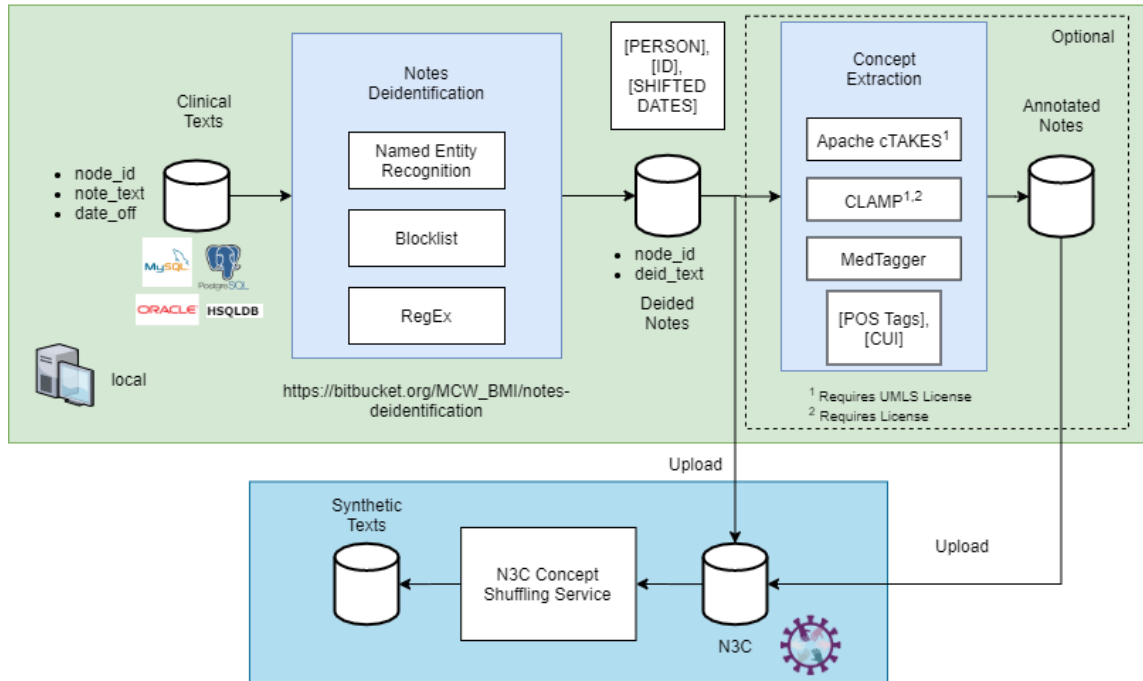 Clinical
Texts
• node_id
• note_text
• date_off
MySQL
PostgreSQL
ORACLE
HSQLDB
local
Notes
Deidentification
Named Entity
Recognition
Blocklist
RegEx
https://bitbucket.org/MCW_BMI/notes-
deidentification
[PERSON],
[ID],
[SHIFTED
DATES]
• node_id
• deid_text
Deided
Notes
Optional
Concept
Extraction
Apache cTAKES¹
CLAMP¹,²
MedTagger
[POS Tags],
[CUI]
¹ Requires UMLS License
² Requires License
Annotated
Notes
Upload
Upload
Synthetic
Texts
N3C Concept
Shuffling Service
N3C